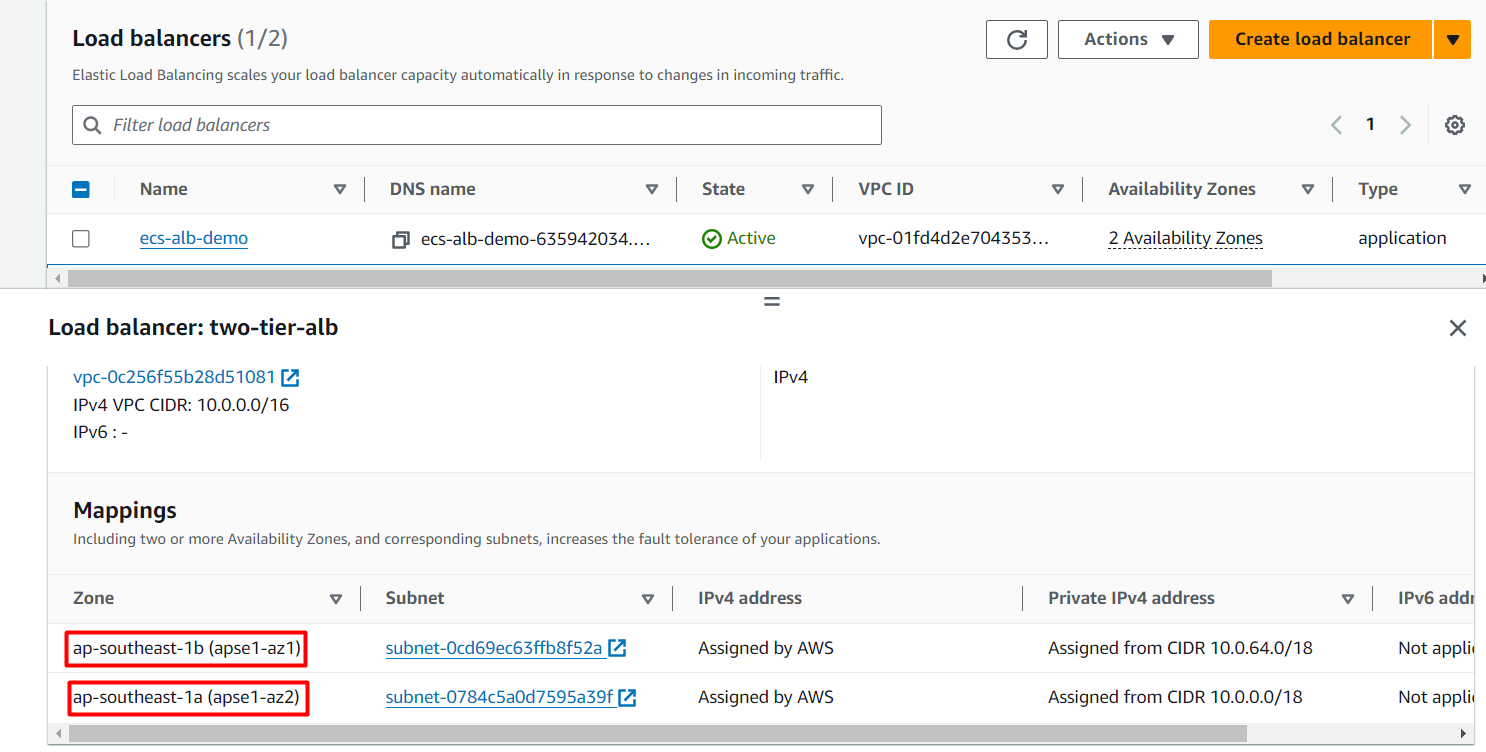 Load balancers (1/2)
Actions
Create load balancer
Elastic Load Balancing scales your load balancer capacity automatically in response to changes in incoming traffic.
Filter load balancers
1
Name DNS name State VPC ID Availability Zones Type
ecs-alb-demo ecs-alb-demo-635942034.... Active vpc-01fd4d2e704353... 2 Availability Zones application
Load balancer: two-tier-alb
vpc-0c256f55b28d51081 IPv4
IPv4 VPC CIDR: 10.0.0.0/16
IPv6 : -
Mappings
Including two or more Availability Zones, and corresponding subnets, increases the fault tolerance of your applications.
Zone Subnet IPv4 address Private IPv4 address IPv6 addr
ap-southeast-1b (apse1-az1) subnet-0cd69ec63ffb8f52a Assigned by AWS Assigned from CIDR 10.0.64.0/18 Not appli
ap-southeast-1a (apse1-az2) subnet-0784c5a0d7595a39f Assigned by AWS Assigned from CIDR 10.0.0.0/18 Not appli